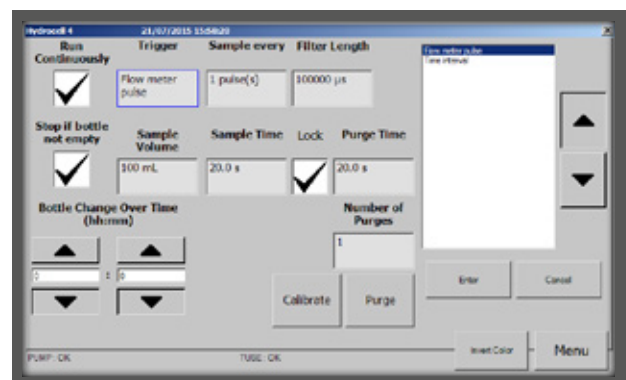 Hydrocell 4 21/07/2015 15:58:20 X
Run Continuously
Trigger
Sample every
Filter Length
Flow meter pulse
1 pulse(s)
100000 µs
Flow meter pulse
Time interval
Stop if bottle not empty
Sample Volume
Sample Time
Lock
Purge Time
100 mL
20.0 s
20.0 s
Bottle Change Over Time (hh:mm)
Number of Purges
0 : 0
1
Calibrate
Purge
Enter
Cancel
Invert Color
Menu
PUMP: OK
TUBE: OK